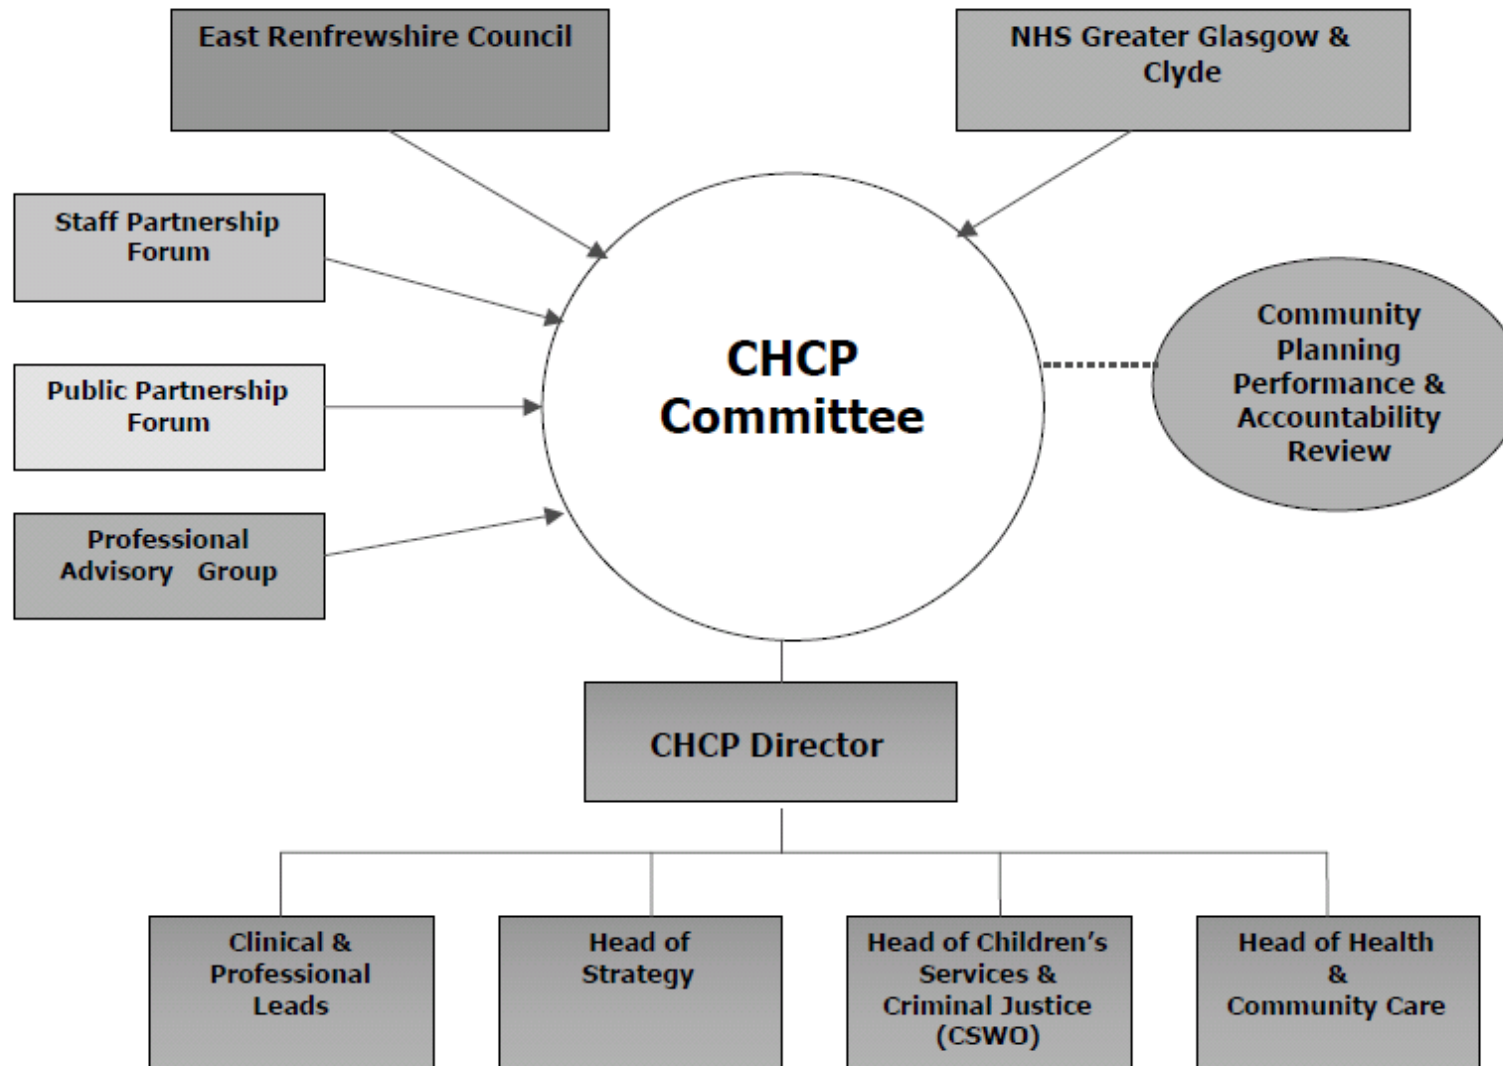 East Renfrewshire Council
NHS Greater Glasgow &
Clyde
Staff Partnership
Forum
Public Partnership
Forum
Professional
Advisory Group
CHCP
Committee
Community
Planning
Performance &
Accountability
Review
CHCP Director
Clinical &
Professional
Leads
Head of
Strategy
Head of Children’s
Services &
Criminal Justice
(CSWO)
Head of Health
&
Community Care